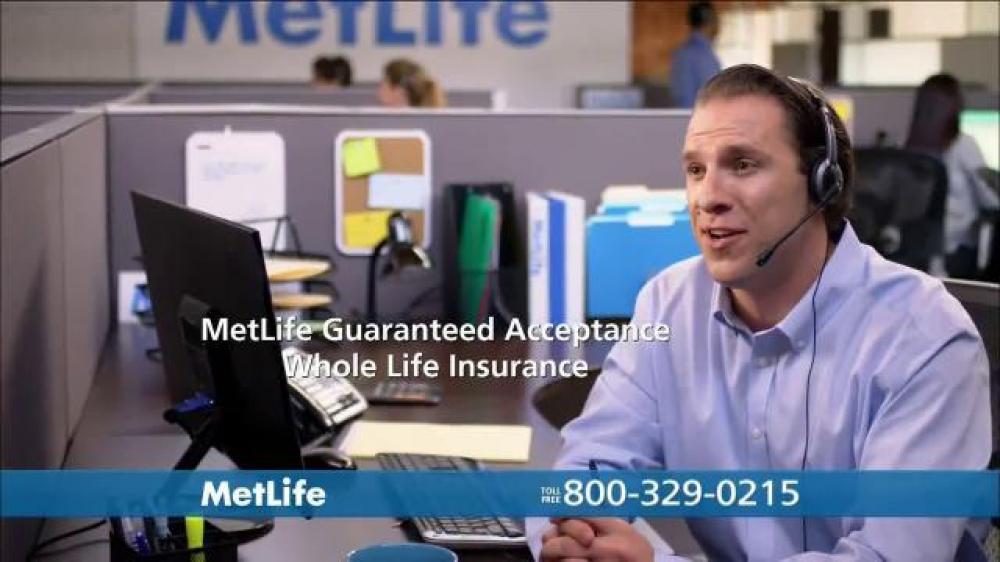 MetLife
MetLife Guaranteed Acceptance
Whole Life Insurance
MetLife
TOLL
FREE
800-329-0215